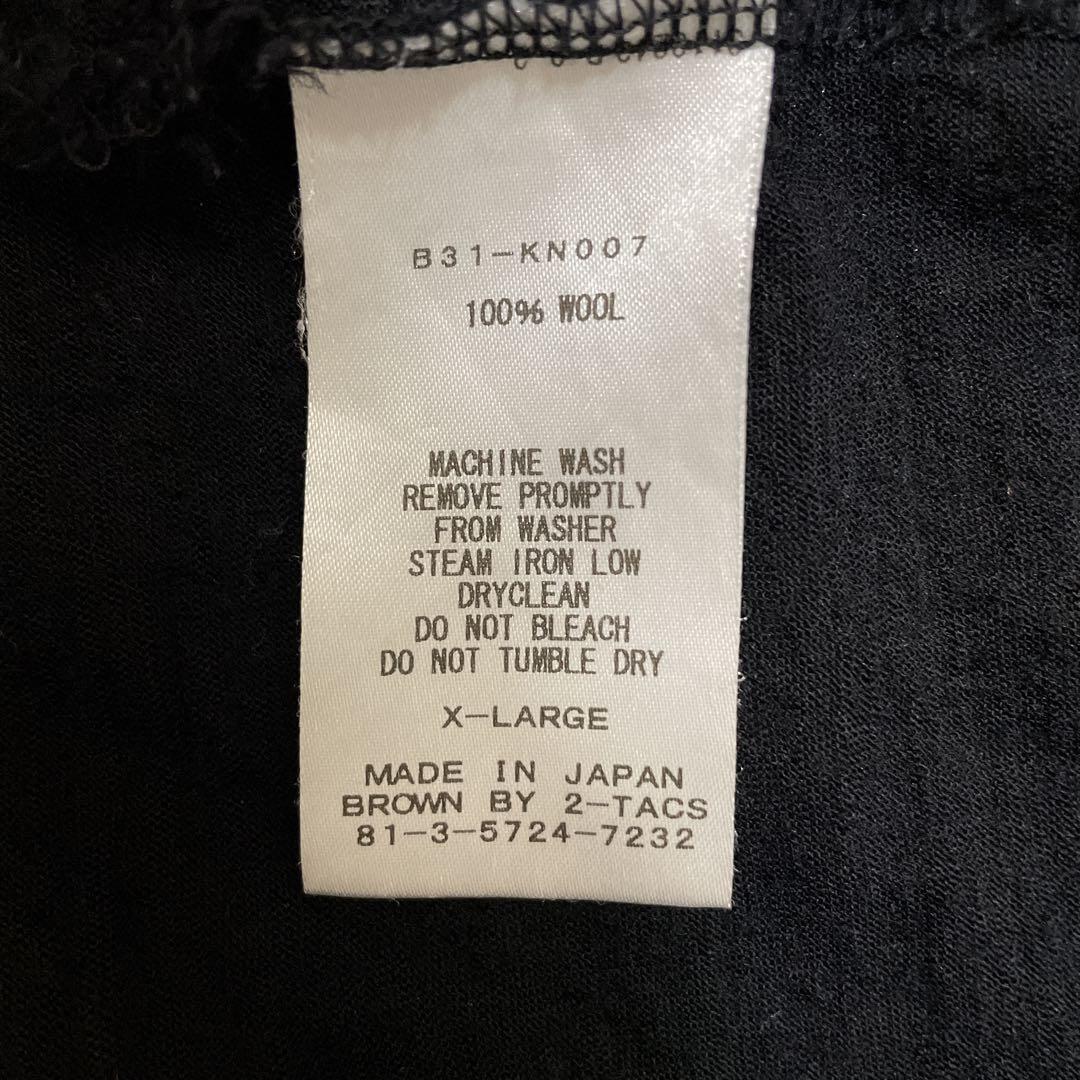 B31-KN007
100% WOOL
MACHINE WASH
REMOVE PROMPTLY
FROM WASHER
STEAM IRON LOW
DRYCLEAN
DO NOT BLEACH
DO NOT TUMBLE DRY
X-LARGE
MADE IN JAPAN
BROWN BY 2-TACS
81-3-5724-7232